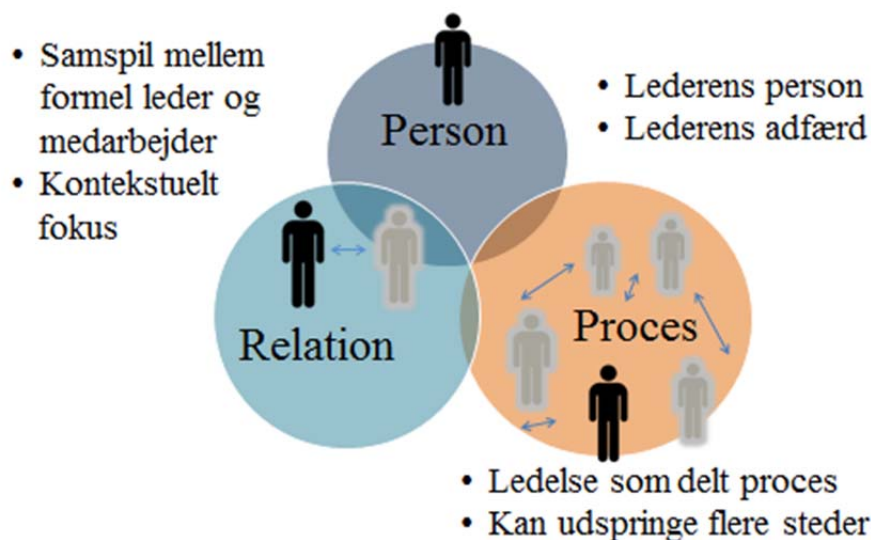 • Samspil mellem
formel leder og
medarbejder
• Kontekstuelt
fokus
Person
• Lederens person
• Lederens adfærd
Relation
Proces
• Ledelse som delt proces
• Kan udspringe flere steder